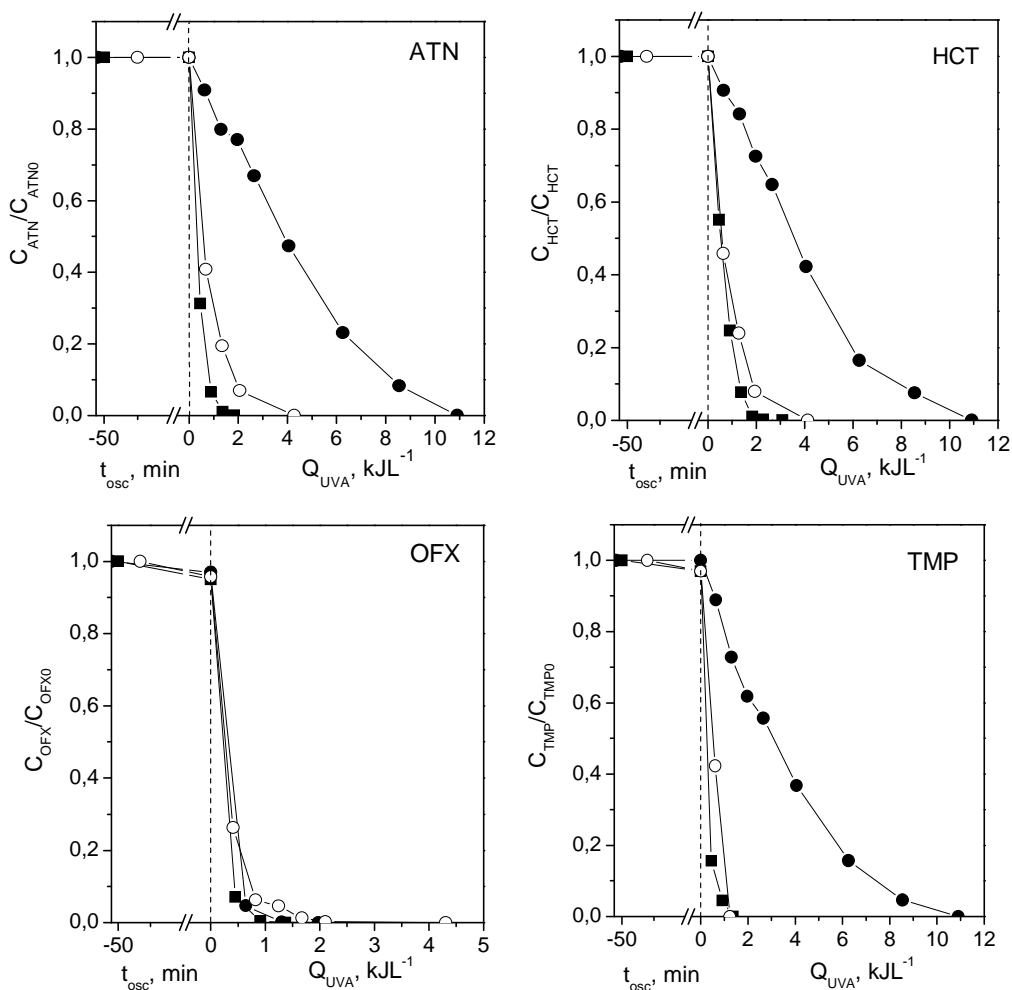 ATN
C_ATN/C_ATN0
1,0
0,8
0,6
0,4
0,2
0,0
-50 0 2 4 6 8 10 12
t_osc, min Q_UVA, kJL^-1
HCT
C_HCT/C_HCT
1,0
0,8
0,6
0,4
0,2
0,0
-50 0 2 4 6 8 10 12
t_osc, min Q_UVA, kJL^-1
OFX
C_OFX/C_OFX0
1,0
0,8
0,6
0,4
0,2
0,0
-50 0 1 2 3 4 5
t_osc, min Q_UVA, kJL^-1
TMP
C_TMP/C_TMP0
1,0
0,8
0,6
0,4
0,2
0,0
-50 0 2 4 6 8 10 12
t_osc, min Q_UVA, kJL^-1